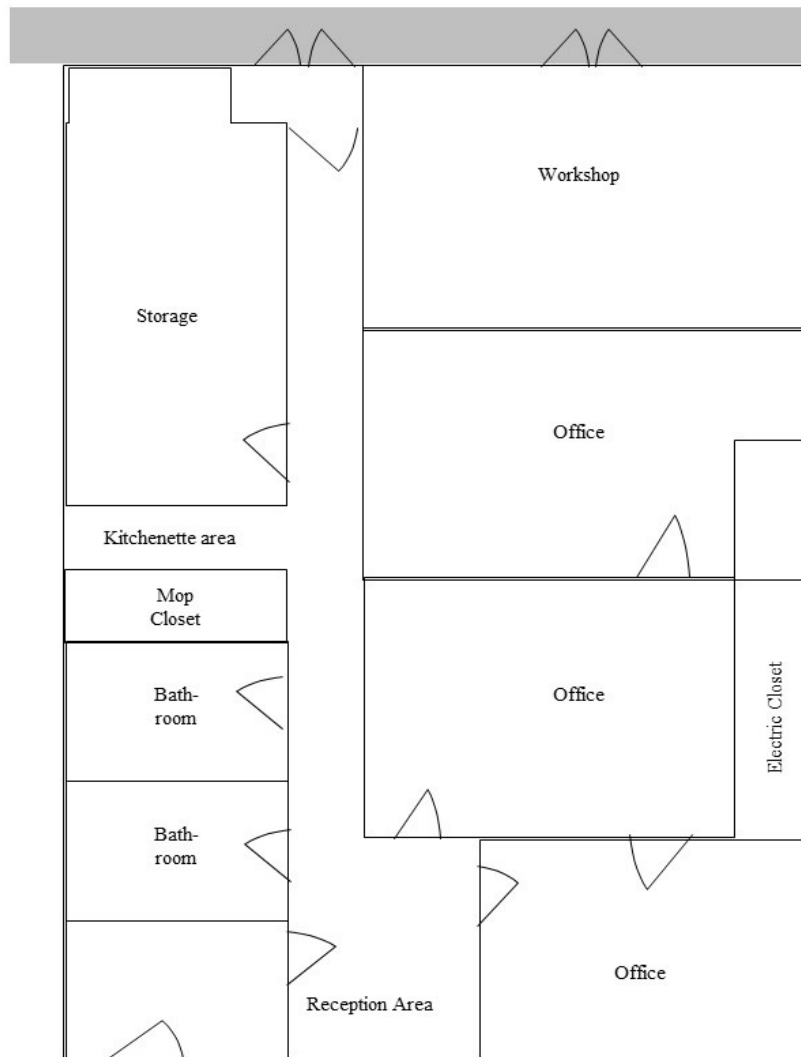 Workshop
Storage
Office
Kitchenette area
Mop
Closet
Bath-
room
Office
Electric Closet
Bath-
room
Office
Reception Area